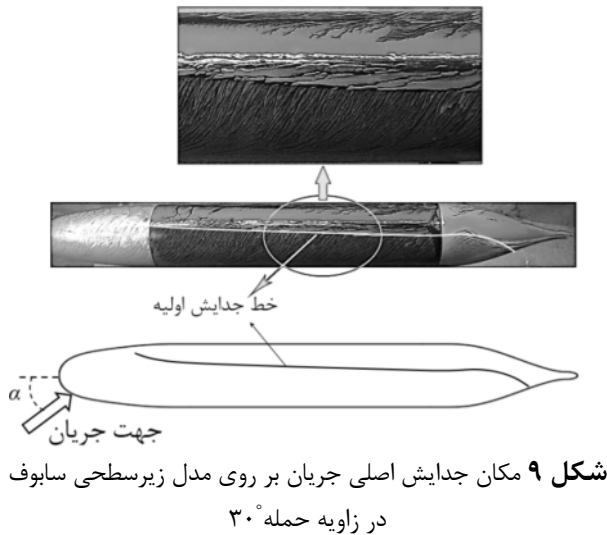 خط جدایش اولیه
α
جهت جریان
شکل ۹ مکان جدایش اصلی جریان بر روی مدل زیرسطحی سابوف
در زاویه حمله ۳۰°